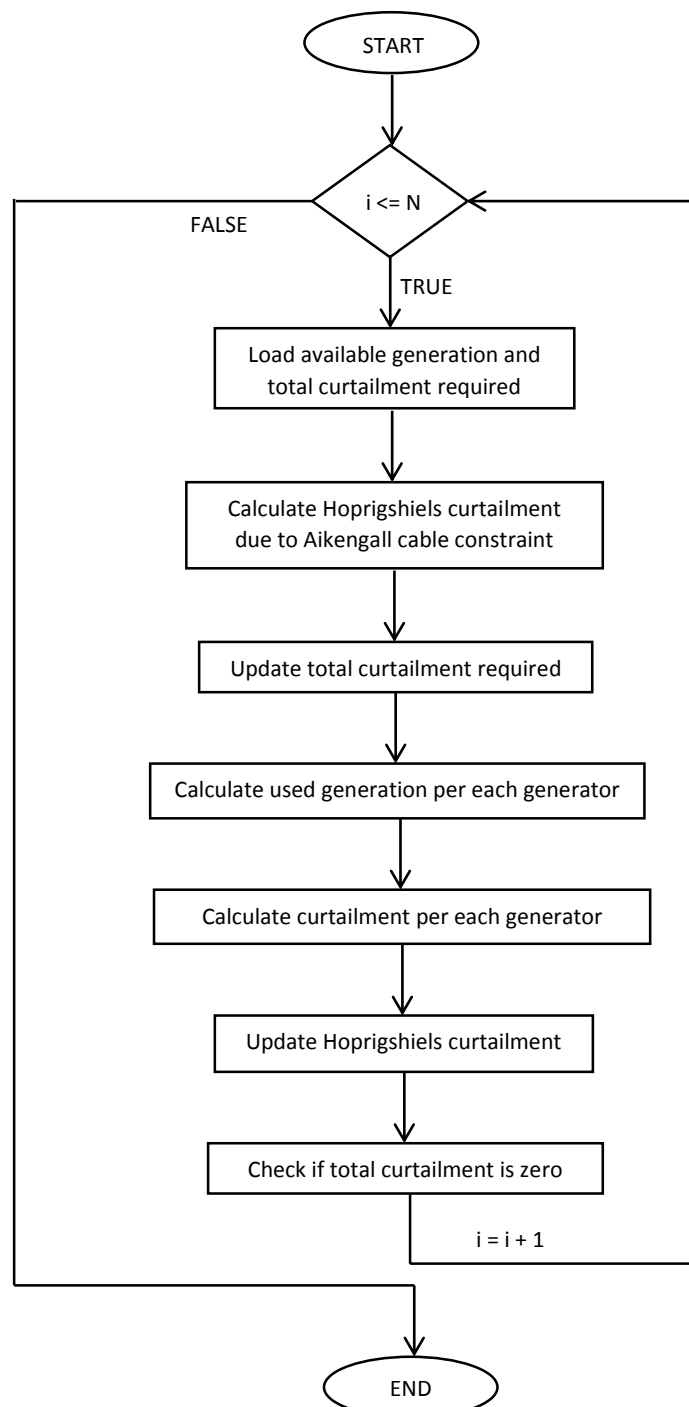 START
i <= N
FALSE
TRUE
Load available generation and
total curtailment required
Calculate Hoprigshiels curtailment
due to Aikengall cable constraint
Update total curtailment required
Calculate used generation per each generator
Calculate curtailment per each generator
Update Hoprigshiels curtailment
Check if total curtailment is zero
i = i + 1
END